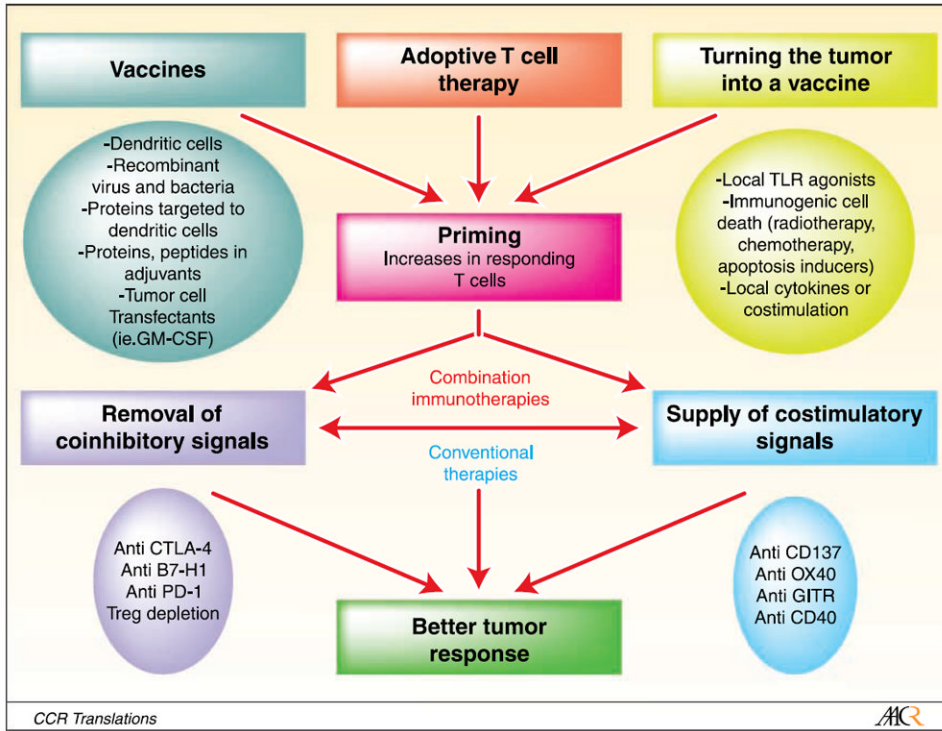 Vaccines
Adoptive T cell
therapy
Turning the tumor
into a vaccine
-Dendritic cells
-Recombinant
virus and bacteria
-Proteins targeted to
dendritic cells
-Proteins, peptides in
adjuvants
-Tumor cell
Transfectants
(ie.GM-CSF)
Priming
Increases in responding
T cells
-Local TLR agonists
-Immunogenic cell
death (radiotherapy,
chemotherapy,
apoptosis inducers)
-Local cytokines or
costimulation
Removal of
coinhibitory signals
Combination
immunotherapies
Conventional
therapies
Supply of costimulatory
signals
Anti CTLA-4
Anti B7-H1
Anti PD-1
Treg depletion
Better tumor
response
Anti CD137
Anti OX40
Anti GITR
Anti CD40
CCR Translations
AACR